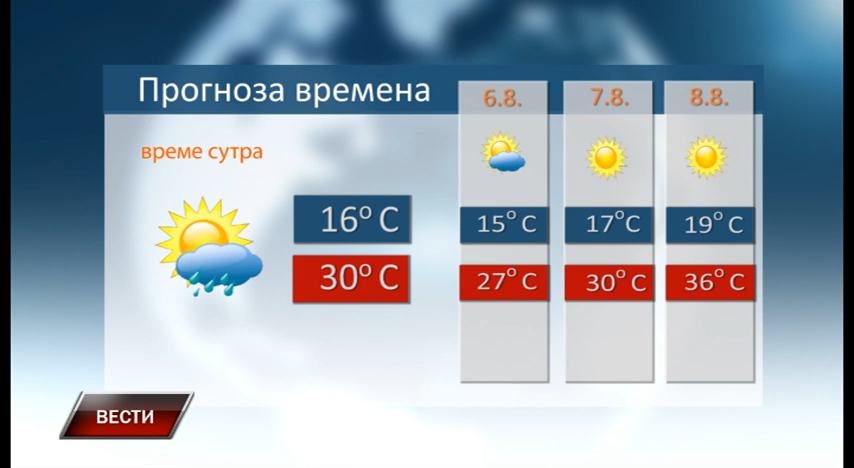 Прогноза времена
време сутра
16° C
30° C
6.8.
15° C
27° C
7.8.
17°C
30° C
8.8.
19° C
36° C
ВЕСТИ